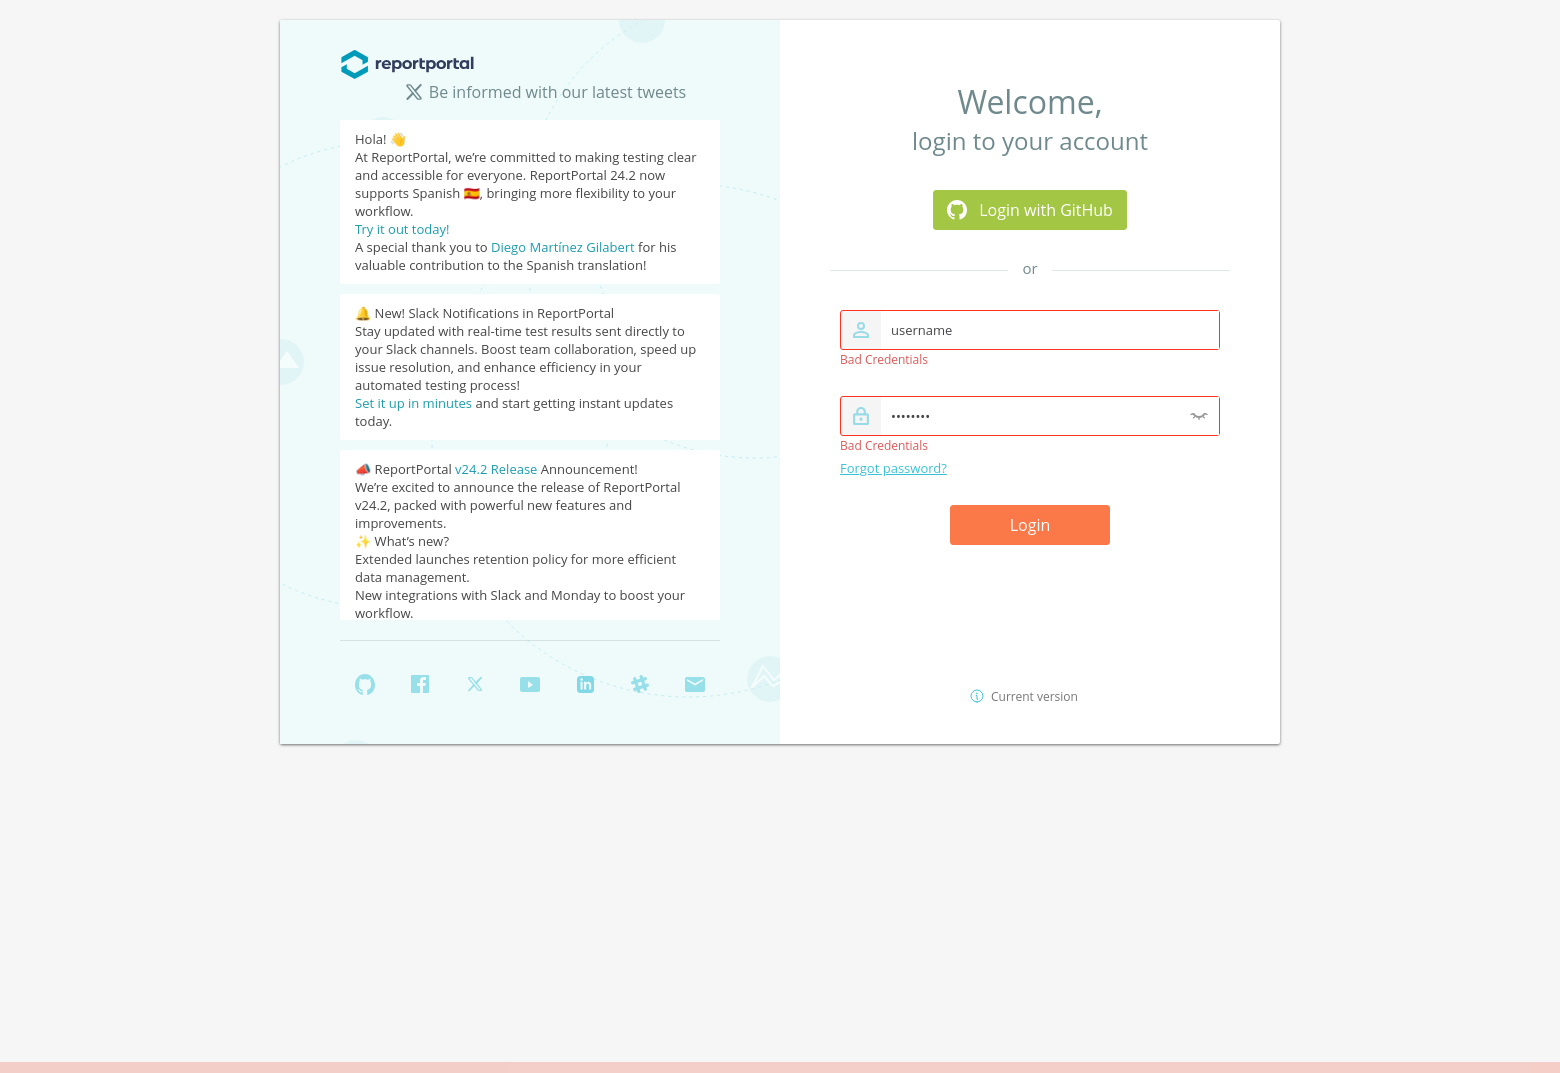 reportportal
Be informed with our latest tweets
Hola! 👋
At ReportPortal, we’re committed to making testing clear
and accessible for everyone. ReportPortal 24.2 now
supports Spanish 🇪🇸, bringing more flexibility to your
workflow.
Try it out today!
A special thank you to Diego Martínez Gilabert for his
valuable contribution to the Spanish translation!
🔔 New! Slack Notifications in ReportPortal
Stay updated with real-time test results sent directly to
your Slack channels. Boost team collaboration, speed up
issue resolution, and enhance efficiency in your
automated testing process!
Set it up in minutes and start getting instant updates
today.
📣 ReportPortal v24.2 Release Announcement!
We’re excited to announce the release of ReportPortal
v24.2, packed with powerful new features and
improvements.
✨ What’s new?
Extended launches retention policy for more efficient
data management.
New integrations with Slack and Monday to boost your
workflow.
Welcome,
login to your account
Login with GitHub
or
username
Bad Credentials
••••••••
Bad Credentials
Forgot password?
Login
Current version